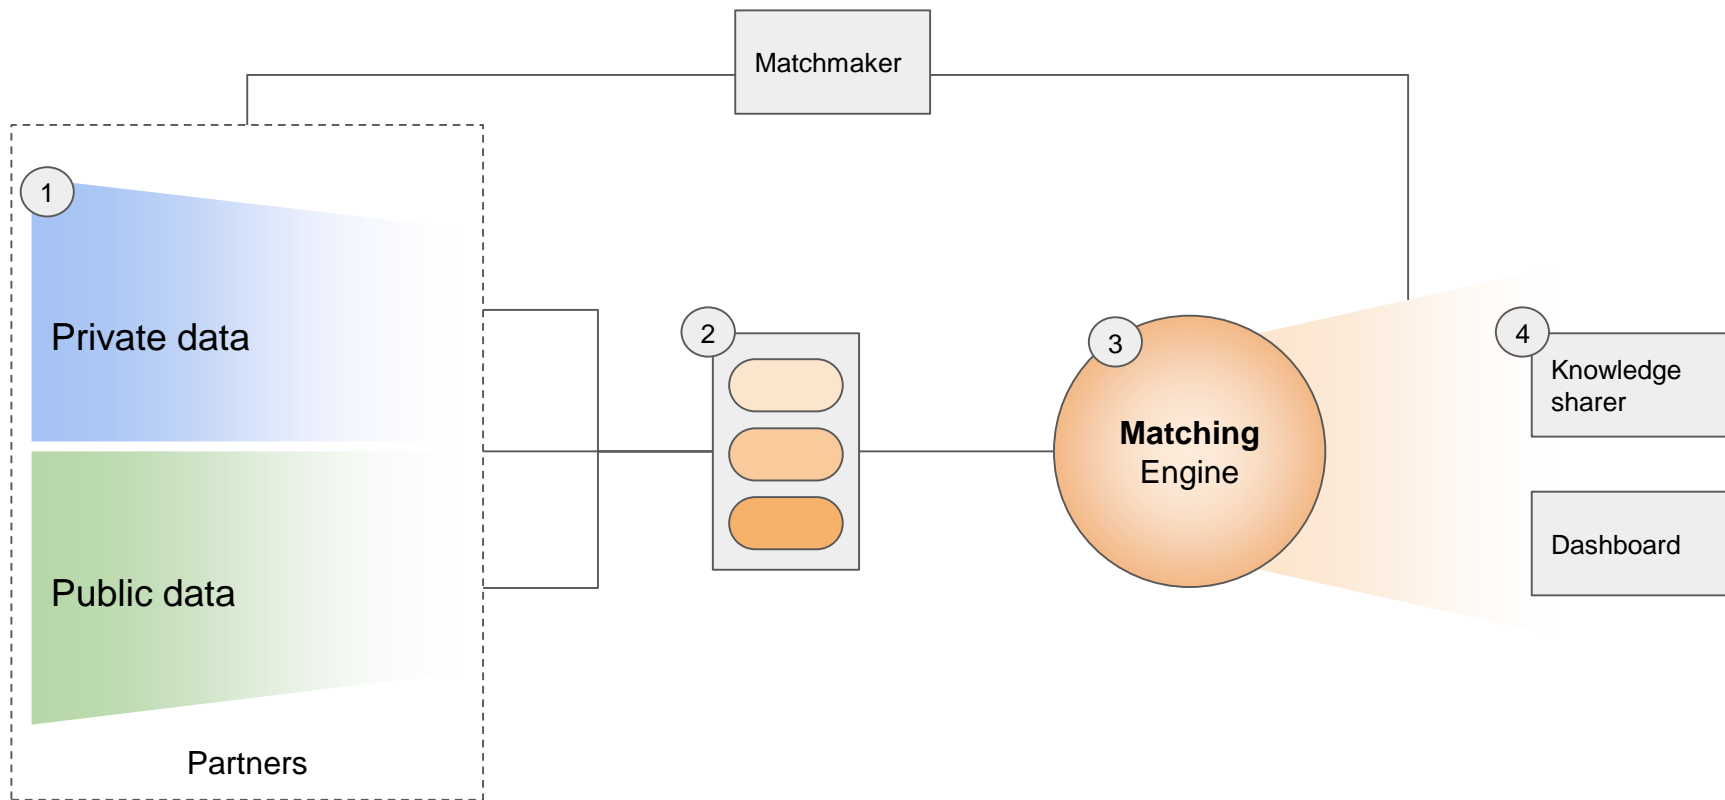 Matchmaker
1
Private data
Public data
Partners
2
3
Matching
Engine
4
Knowledge
sharer
Dashboard